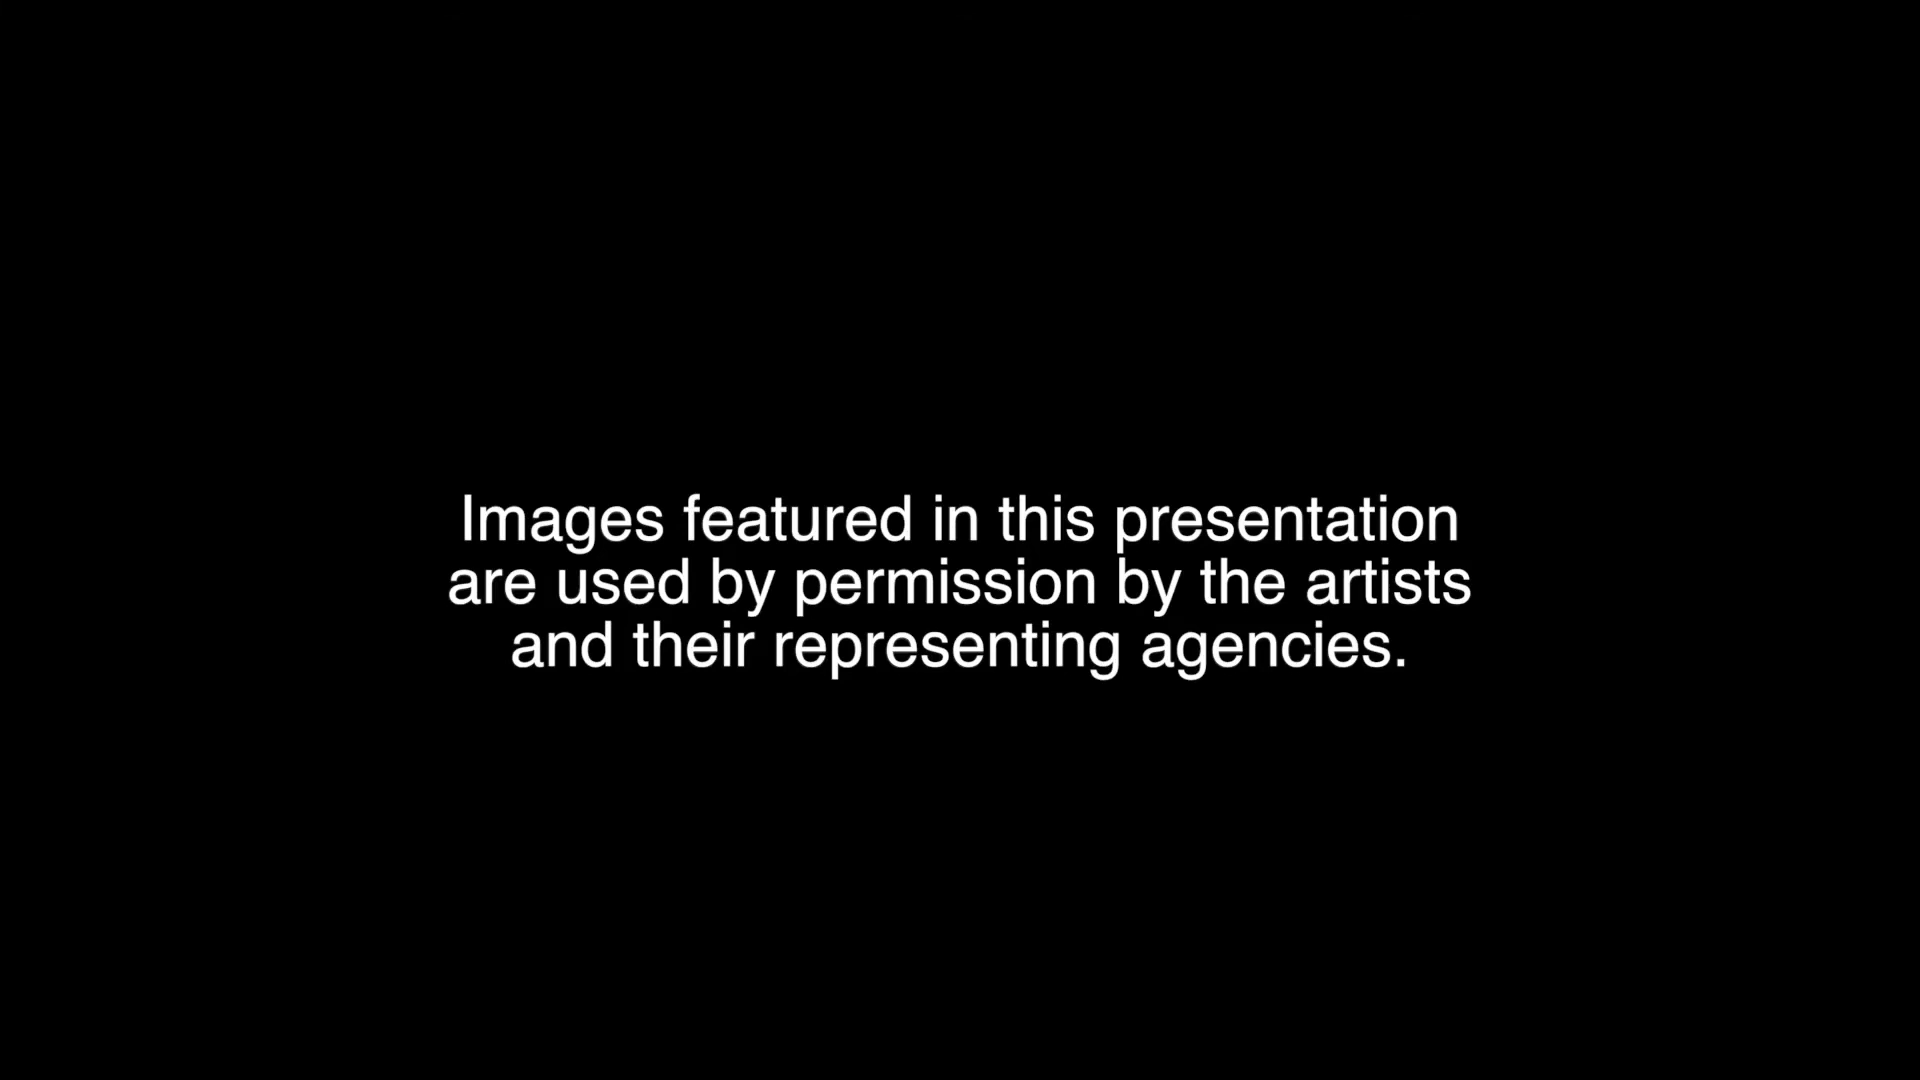 Images featured in this presentation
are used by permission by the artists
and their representing agencies.